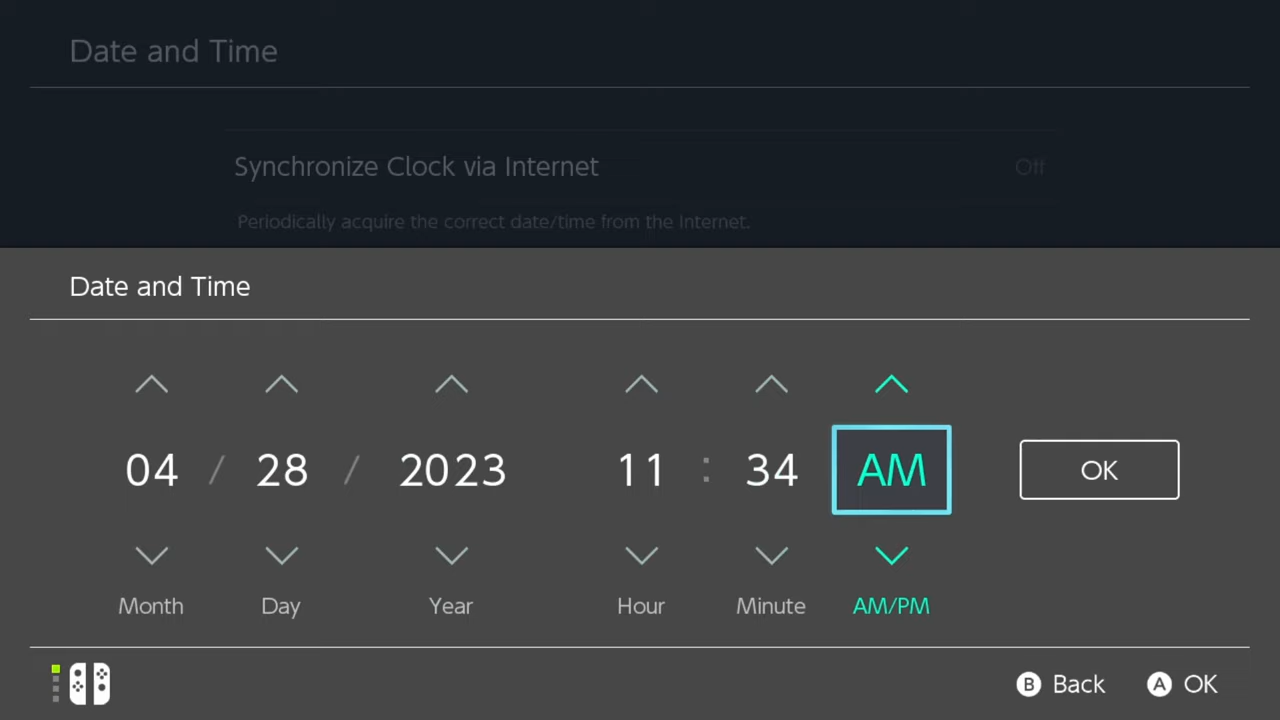 Date and Time
Synchronize Clock via Internet Off
Periodically acquire the correct date/time from the Internet.
Date and Time
04 / 28 / 2023 11 : 34 AM OK
Month Day Year Hour Minute AM/PM
B Back A OK